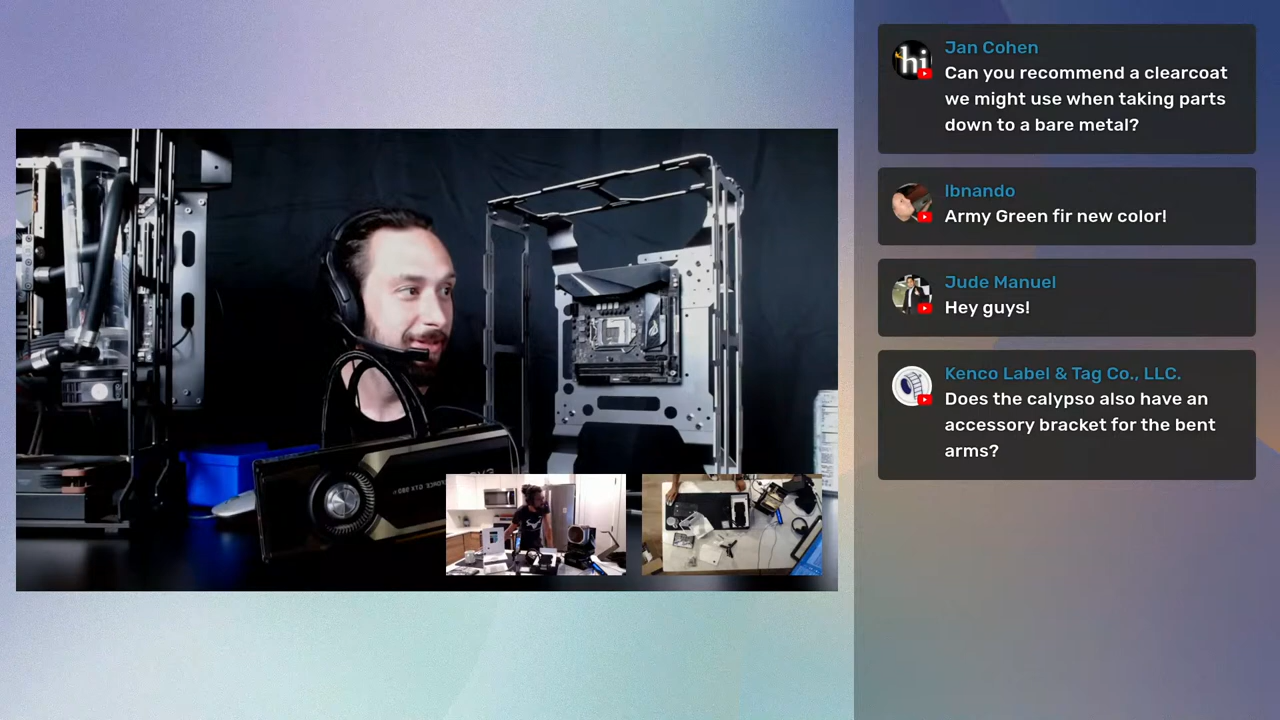 Jan Cohen
Can you recommend a clearcoat
we might use when taking parts
down to a bare metal?
lbnando
Army Green fir new color!
Jude Manuel
Hey guys!
Kenco Label & Tag Co., LLC.
Does the calypso also have an
accessory bracket for the bent
arms?
hi